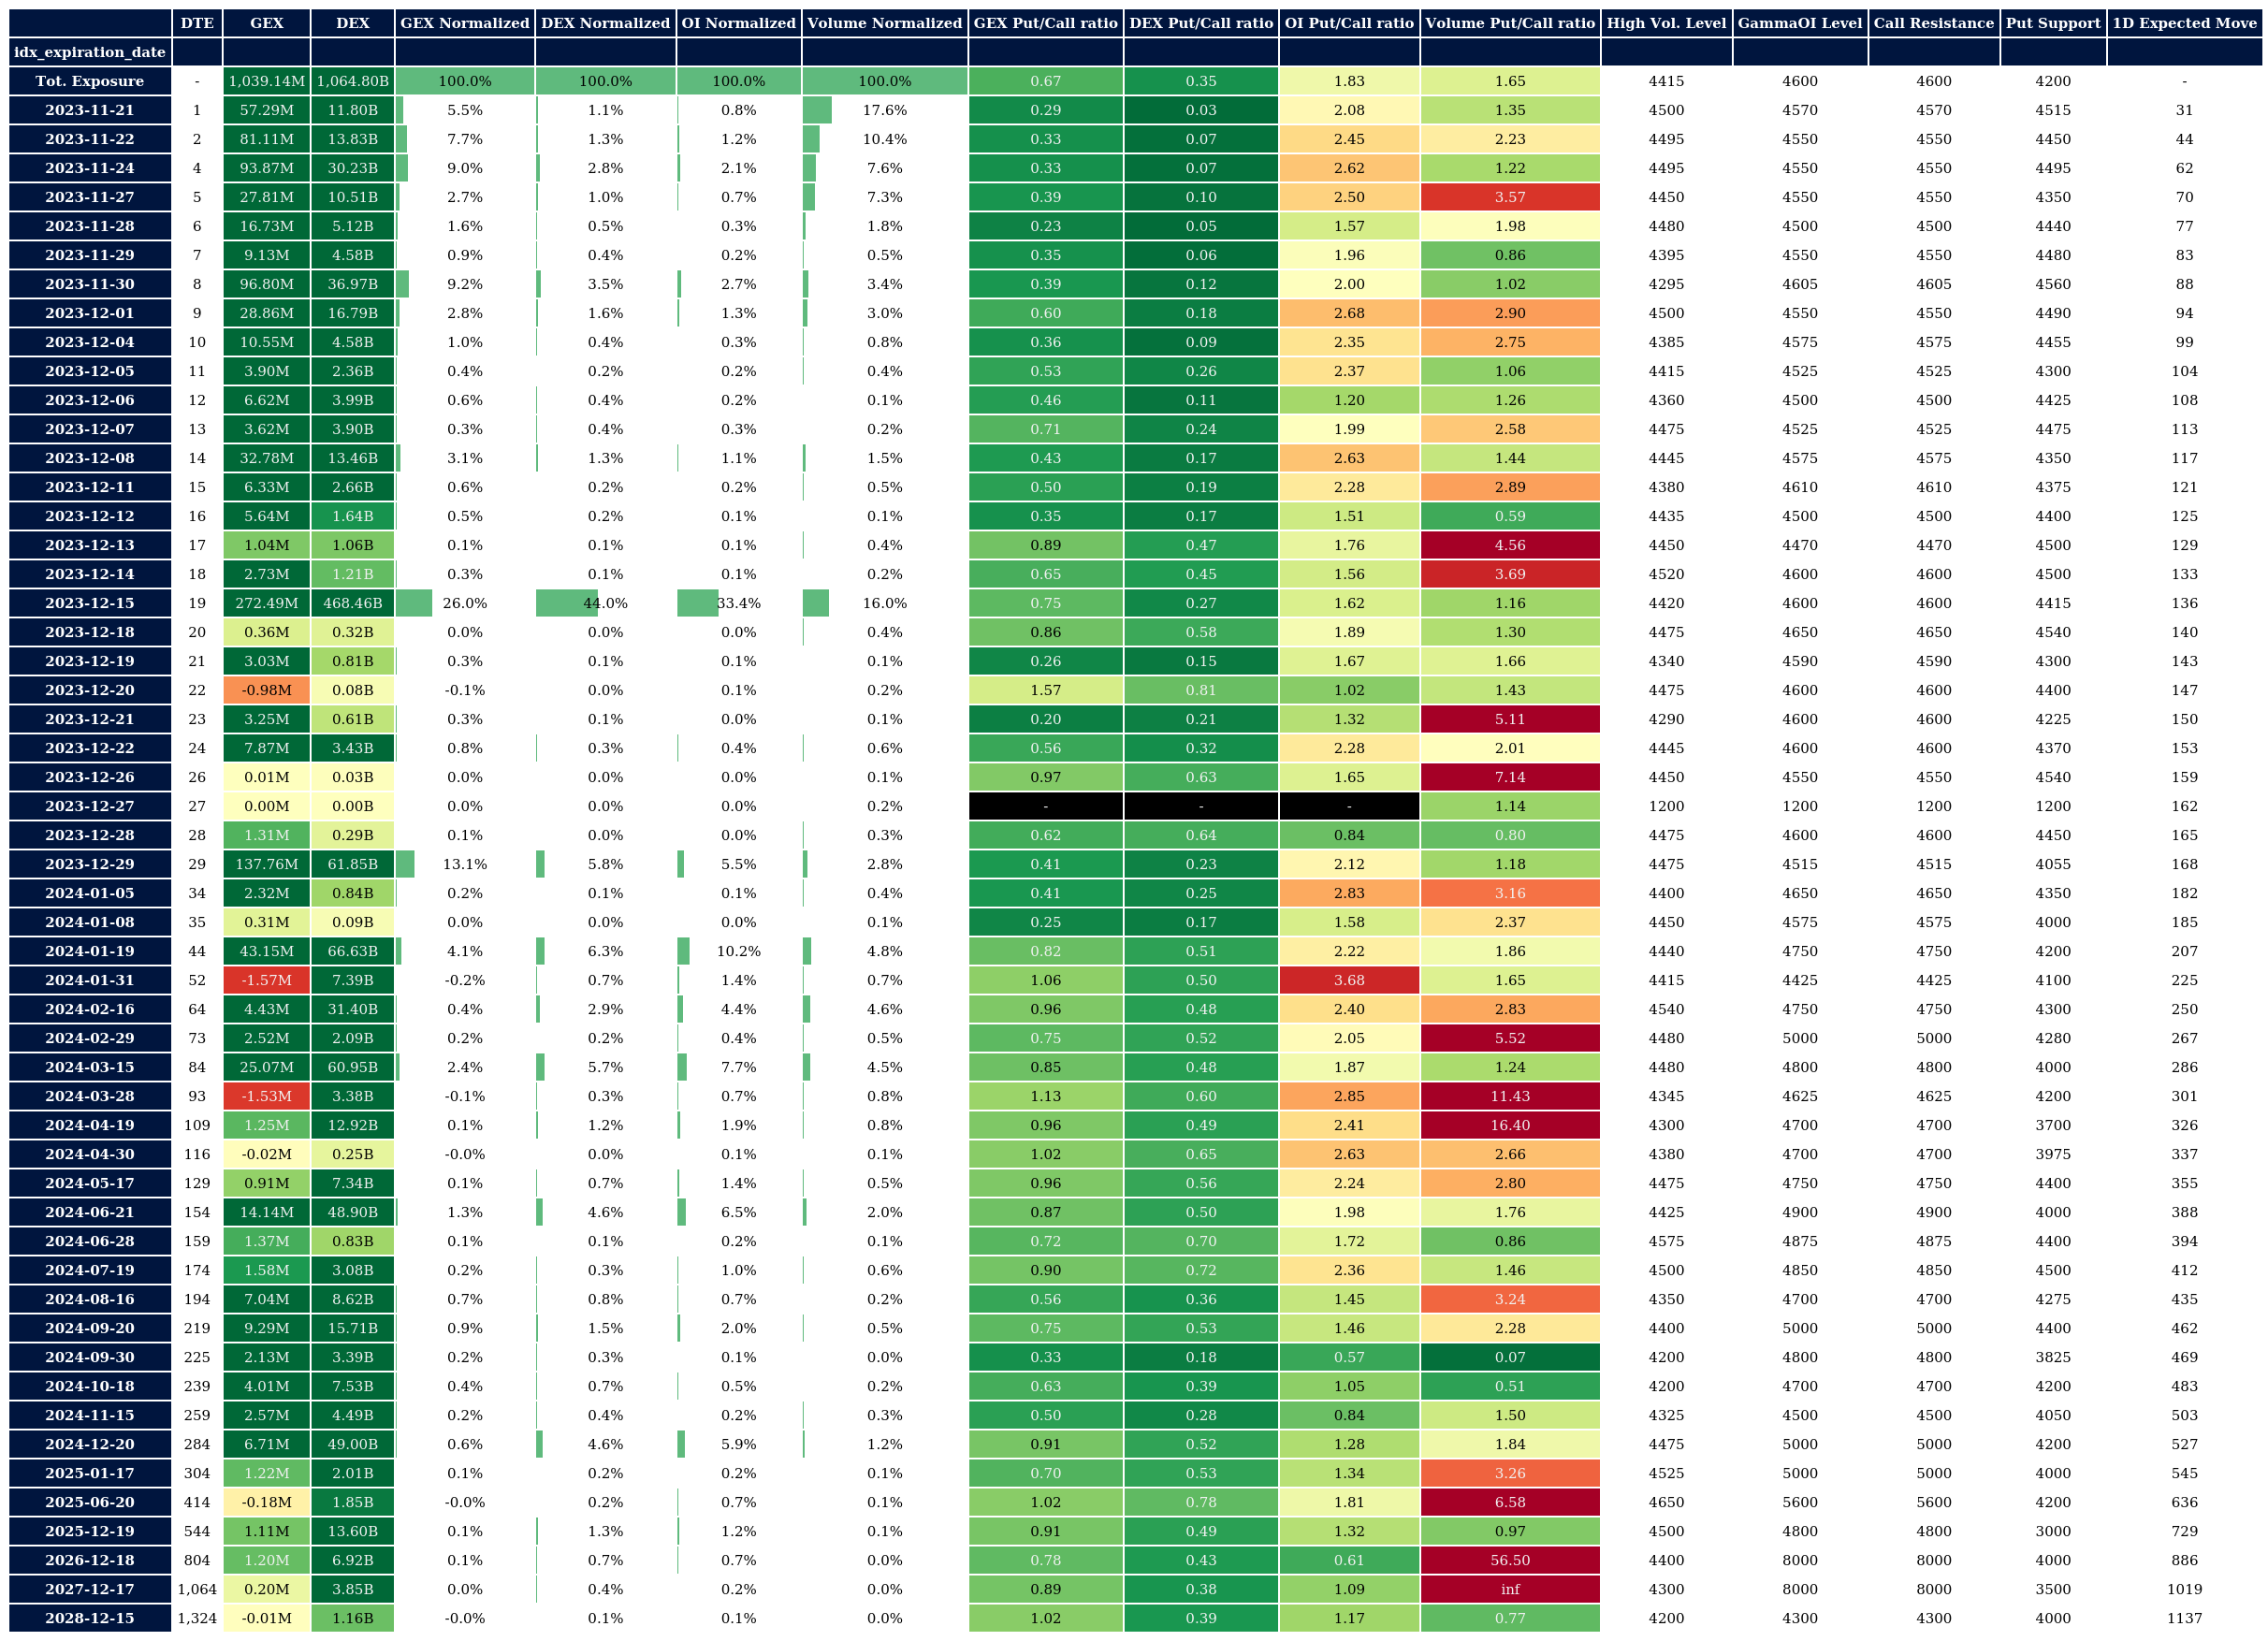 DTE GEX DEX GEX Normalized DEX Normalized OI Normalized Volume Normalized GEX Put/Call ratio DEX Put/Call ratio OI Put/Call ratio Volume Put/Call ratio High Vol. Level GammaOI Level Call Resistance Put Support 1D Expected Move
idx_expiration_date
Tot. Exposure - 1,039.14M 1,064.80B 100.0% 100.0% 100.0% 100.0% 0.67 0.35 1.83 1.65 4415 4600 4600 4200 -
2023-11-21 1 57.29M 11.80B 5.5% 1.1% 0.8% 17.6% 0.29 0.03 2.08 1.35 4500 4570 4570 4515 31
2023-11-22 2 81.11M 13.83B 7.7% 1.3% 1.2% 10.4% 0.33 0.07 2.45 2.23 4495 4550 4550 4450 44
2023-11-24 4 93.87M 30.23B 9.0% 2.8% 2.1% 7.6% 0.33 0.07 2.62 1.22 4495 4550 4550 4495 62
2023-11-27 5 27.81M 10.51B 2.7% 1.0% 0.7% 7.3% 0.39 0.10 2.50 3.57 4450 4550 4550 4350 70
2023-11-28 6 16.73M 5.12B 1.6% 0.5% 0.3% 1.8% 0.23 0.05 1.57 1.98 4480 4500 4500 4440 77
2023-11-29 7 9.13M 4.58B 0.9% 0.4% 0.2% 0.5% 0.35 0.06 1.96 0.86 4395 4550 4550 4480 83
2023-11-30 8 96.80M 36.97B 9.2% 3.5% 2.7% 3.4% 0.39 0.12 2.00 1.02 4295 4605 4605 4560 88
2023-12-01 9 28.86M 16.79B 2.8% 1.6% 1.3% 3.0% 0.60 0.18 2.68 2.90 4500 4550 4550 4490 94
2023-12-04 10 10.55M 4.58B 1.0% 0.4% 0.3% 0.8% 0.36 0.09 2.35 2.75 4385 4575 4575 4455 99
2023-12-05 11 3.90M 2.36B 0.4% 0.2% 0.2% 0.4% 0.53 0.26 2.37 1.06 4415 4525 4525 4300 104
2023-12-06 12 6.62M 3.99B 0.6% 0.4% 0.2% 0.1% 0.46 0.11 1.20 1.26 4360 4500 4500 4425 108
2023-12-07 13 3.62M 3.90B 0.3% 0.4% 0.3% 0.2% 0.71 0.24 1.99 2.58 4475 4525 4525 4475 113
2023-12-08 14 32.78M 13.46B 3.1% 1.3% 1.1% 1.5% 0.43 0.17 2.63 1.44 4445 4575 4575 4350 117
2023-12-11 15 6.33M 2.66B 0.6% 0.2% 0.2% 0.5% 0.50 0.19 2.28 2.89 4380 4610 4610 4375 121
2023-12-12 16 5.64M 1.64B 0.5% 0.2% 0.1% 0.1% 0.35 0.17 1.51 0.59 4435 4500 4500 4400 125
2023-12-13 17 1.04M 1.06B 0.1% 0.1% 0.1% 0.4% 0.89 0.47 1.76 4.56 4450 4470 4470 4500 129
2023-12-14 18 2.73M 1.21B 0.3% 0.1% 0.1% 0.2% 0.65 0.45 1.56 3.69 4520 4600 4600 4500 133
2023-12-15 19 272.49M 468.46B 26.0% 44.0% 33.4% 16.0% 0.75 0.27 1.62 1.16 4420 4600 4600 4415 136
2023-12-18 20 0.36M 0.32B 0.0% 0.0% 0.0% 0.4% 0.86 0.58 1.89 1.30 4475 4650 4650 4540 140
2023-12-19 21 3.03M 0.81B 0.3% 0.1% 0.1% 0.1% 0.26 0.15 1.67 1.66 4340 4590 4590 4300 143
2023-12-20 22 -0.98M 0.08B -0.1% 0.0% 0.1% 0.2% 1.57 0.81 1.02 1.43 4475 4600 4600 4400 147
2023-12-21 23 3.25M 0.61B 0.3% 0.1% 0.0% 0.1% 0.20 0.21 1.32 5.11 4290 4600 4600 4225 150
2023-12-22 24 7.87M 3.43B 0.8% 0.3% 0.4% 0.6% 0.56 0.32 2.28 2.01 4445 4600 4600 4370 153
2023-12-26 26 0.01M 0.03B 0.0% 0.0% 0.0% 0.1% 0.97 0.63 1.65 7.14 4450 4550 4550 4540 159
2023-12-27 27 0.00M 0.00B 0.0% 0.0% 0.0% 0.2% - - - 1.14 1200 1200 1200 1200 162
2023-12-28 28 1.31M 0.29B 0.1% 0.0% 0.0% 0.3% 0.62 0.64 0.84 0.80 4475 4600 4600 4450 165
2023-12-29 29 137.76M 61.85B 13.1% 5.8% 5.5% 2.8% 0.41 0.23 2.12 1.18 4475 4515 4515 4055 168
2024-01-05 34 2.32M 0.84B 0.2% 0.1% 0.1% 0.4% 0.41 0.25 2.83 3.16 4400 4650 4650 4350 182
2024-01-08 35 0.31M 0.09B 0.0% 0.0% 0.0% 0.1% 0.25 0.17 1.58 2.37 4450 4575 4575 4000 185
2024-01-19 44 43.15M 66.63B 4.1% 6.3% 10.2% 4.8% 0.82 0.51 2.22 1.86 4440 4750 4750 4200 207
2024-01-31 52 -1.57M 7.39B -0.2% 0.7% 1.4% 0.7% 1.06 0.50 3.68 1.65 4415 4425 4425 4100 225
2024-02-16 64 4.43M 31.40B 0.4% 2.9% 4.4% 4.6% 0.96 0.48 2.40 2.83 4540 4750 4750 4300 250
2024-02-29 73 2.52M 2.09B 0.2% 0.2% 0.4% 0.5% 0.75 0.52 2.05 5.52 4480 5000 5000 4280 267
2024-03-15 84 25.07M 60.95B 2.4% 5.7% 7.7% 4.5% 0.85 0.48 1.87 1.24 4480 4800 4800 4000 286
2024-03-28 93 -1.53M 3.38B -0.1% 0.3% 0.7% 0.8% 1.13 0.60 2.85 11.43 4345 4625 4625 4200 301
2024-04-19 109 1.25M 12.92B 0.1% 1.2% 1.9% 0.8% 0.96 0.49 2.41 16.40 4300 4700 4700 3700 326
2024-04-30 116 -0.02M 0.25B -0.0% 0.0% 0.1% 0.1% 1.02 0.65 2.63 2.66 4380 4700 4700 3975 337
2024-05-17 129 0.91M 7.34B 0.1% 0.7% 1.4% 0.5% 0.96 0.56 2.24 2.80 4475 4750 4750 4400 355
2024-06-21 154 14.14M 48.90B 1.3% 4.6% 6.5% 2.0% 0.87 0.50 1.98 1.76 4425 4900 4900 4000 388
2024-06-28 159 1.37M 0.83B 0.1% 0.1% 0.2% 0.1% 0.72 0.70 1.72 0.86 4575 4875 4875 4400 394
2024-07-19 174 1.58M 3.08B 0.2% 0.3% 1.0% 0.6% 0.90 0.72 2.36 1.46 4500 4850 4850 4500 412
2024-08-16 194 7.04M 8.62B 0.7% 0.8% 0.7% 0.2% 0.56 0.36 1.45 3.24 4350 4700 4700 4275 435
2024-09-20 219 9.29M 15.71B 0.9% 1.5% 2.0% 0.5% 0.75 0.53 1.46 2.28 4400 5000 5000 4400 462
2024-09-30 225 2.13M 3.39B 0.2% 0.3% 0.1% 0.0% 0.33 0.18 0.57 0.07 4200 4800 4800 3825 469
2024-10-18 239 4.01M 7.53B 0.4% 0.7% 0.5% 0.2% 0.63 0.39 1.05 0.51 4200 4700 4700 4200 483
2024-11-15 259 2.57M 4.49B 0.2% 0.4% 0.2% 0.3% 0.50 0.28 0.84 1.50 4325 4500 4500 4050 503
2024-12-20 284 6.71M 49.00B 0.6% 4.6% 5.9% 1.2% 0.91 0.52 1.28 1.84 4475 5000 5000 4200 527
2025-01-17 304 1.22M 2.01B 0.1% 0.2% 0.2% 0.1% 0.70 0.53 1.34 3.26 4525 5000 5000 4000 545
2025-06-20 414 -0.18M 1.85B -0.0% 0.2% 0.7% 0.1% 1.02 0.78 1.81 6.58 4650 5600 5600 4200 636
2025-12-19 544 1.11M 13.60B 0.1% 1.3% 1.2% 0.1% 0.91 0.49 1.32 0.97 4500 4800 4800 3000 729
2026-12-18 804 1.20M 6.92B 0.1% 0.7% 0.7% 0.0% 0.78 0.43 0.61 56.50 4400 8000 8000 4000 886
2027-12-17 1,064 0.20M 3.85B 0.0% 0.4% 0.2% 0.0% 0.89 0.38 1.09 inf 4300 8000 8000 3500 1019
2028-12-15 1,324 -0.01M 1.16B -0.0% 0.1% 0.1% 0.0% 1.02 0.39 1.17 0.77 4200 4300 4300 4000 1137